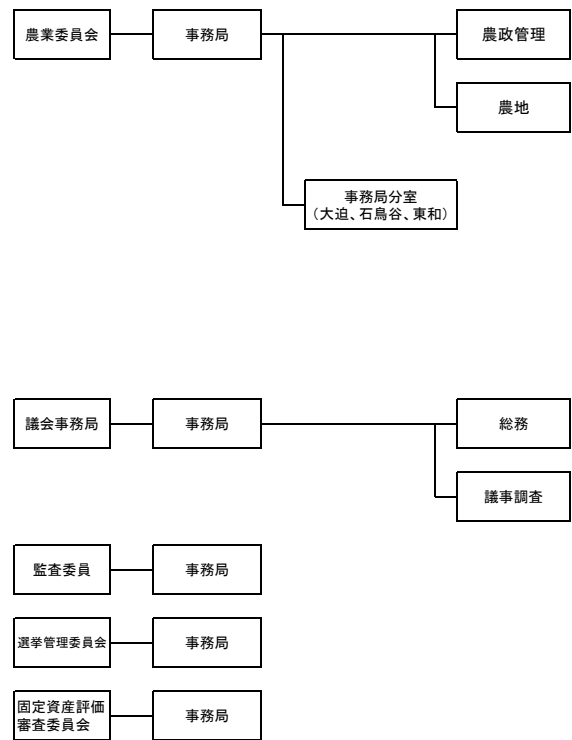 農業委員会
事務局
農政管理
農地
事務局分室
（大迫、石鳥谷、東和）
議会事務局
事務局
総務
議事調査
監査委員
事務局
選挙管理委員会
事務局
固定資産評価
審査委員会
事務局